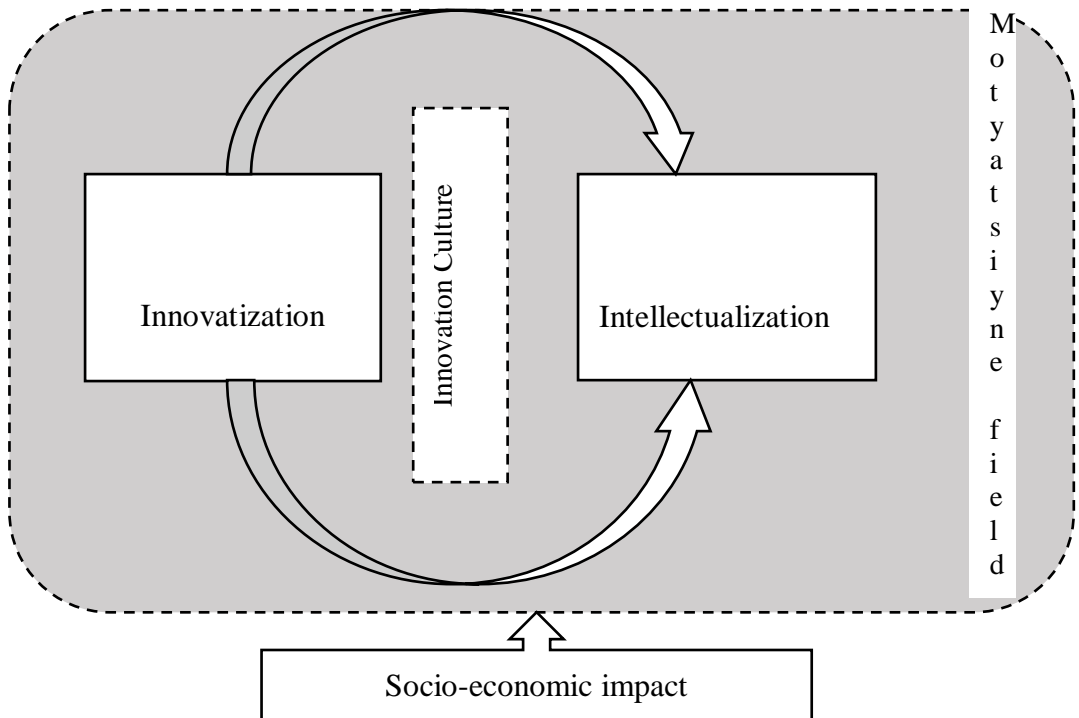 Innovatization
Innovation Culture
Intellectualization
Motyatsiyne field
Socio-economic impact